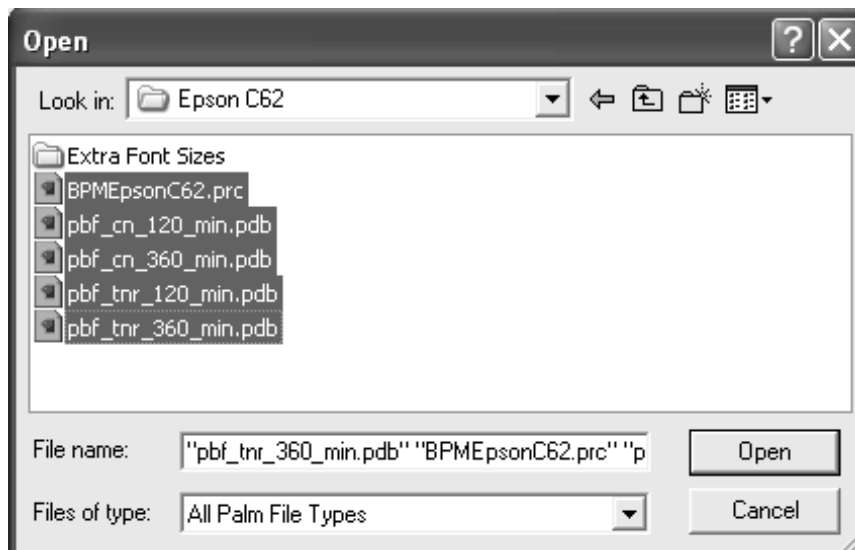 Open
Look in: Epson C62
Extra Font Sizes
BPMEpsonC62.prc
pbf_cn_120_min.pdb
pbf_cn_360_min.pdb
pbf_tnr_120_min.pdb
pbf_tnr_360_min.pdb
File name: "pbf_tnr_360_min.pdb" "BPMEpsonC62.prc" "p Open
Files of type: All Palm File Types Cancel